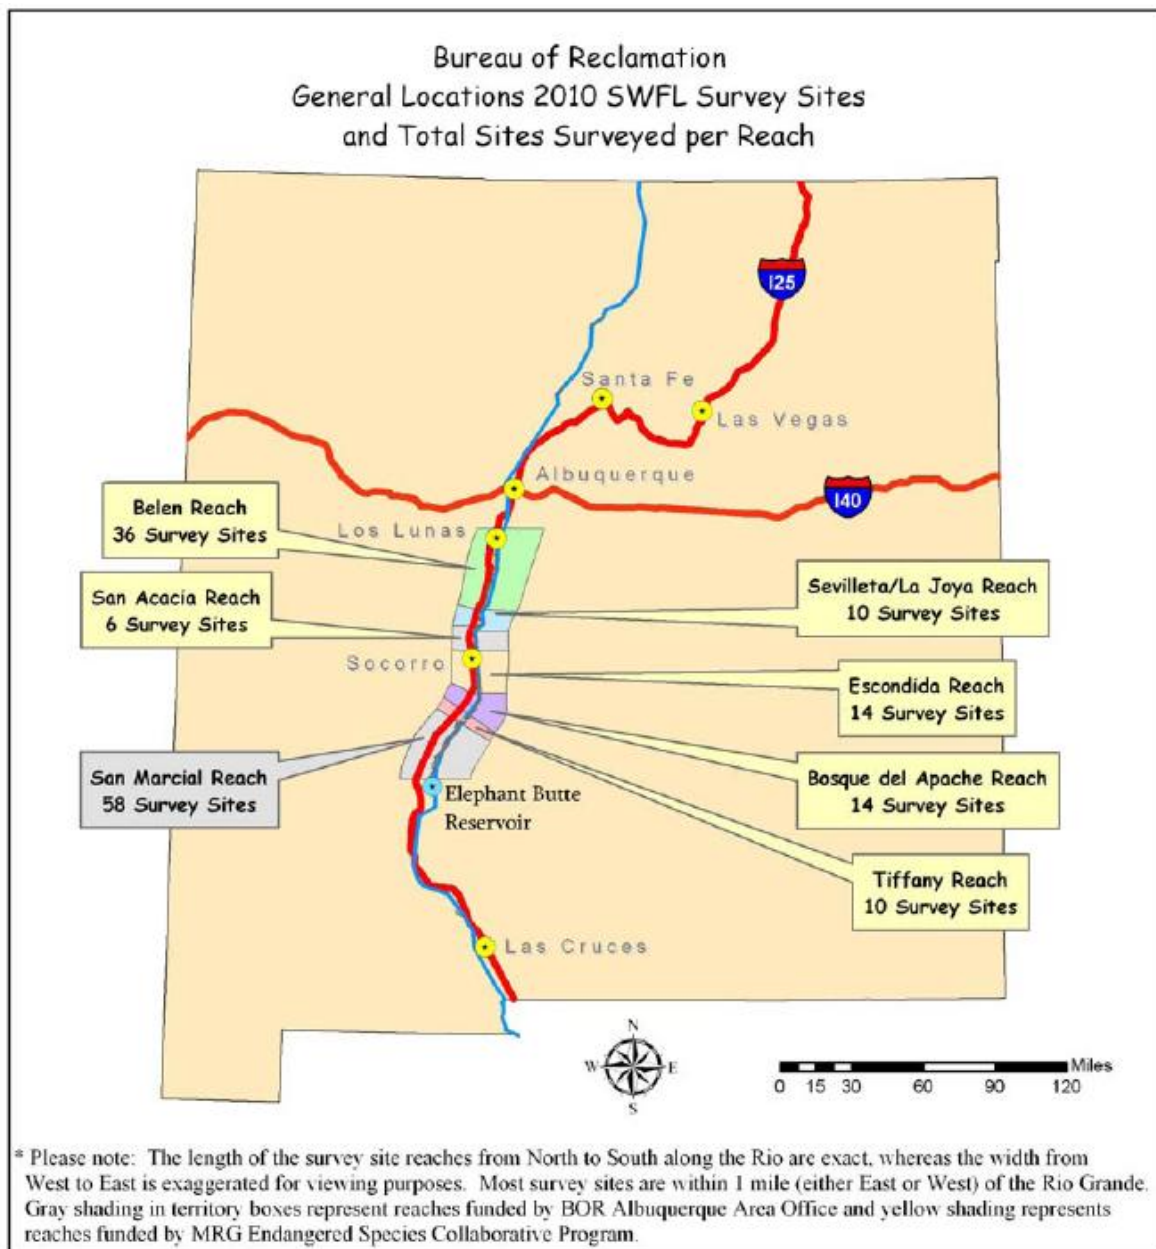 Bureau of Reclamation
General Locations 2010 SWFL Survey Sites
and Total Sites Surveyed per Reach
I25
Santa Fe
Las Vegas
Albuquerque
I40
Belen Reach
36 Survey Sites
Los Lunas
San Acacia Reach
6 Survey Sites
Sevilleta/La Joya Reach
10 Survey Sites
Socorro
Escondida Reach
14 Survey Sites
San Marcial Reach
58 Survey Sites
Bosque del Apache Reach
14 Survey Sites
Elephant Butte
Reservoir
Tiffany Reach
10 Survey Sites
Las Cruces
N
W E
S
Miles
0 15 30 60 90 120
* Please note: The length of the survey site reaches from North to South along the Rio are exact, whereas the width from
West to East is exaggerated for viewing purposes. Most survey sites are within 1 mile (either East or West) of the Rio Grande.
Gray shading in territory boxes represent reaches funded by BOR Albuquerque Area Office and yellow shading represents
reaches funded by MRG Endangered Species Collaborative Program.